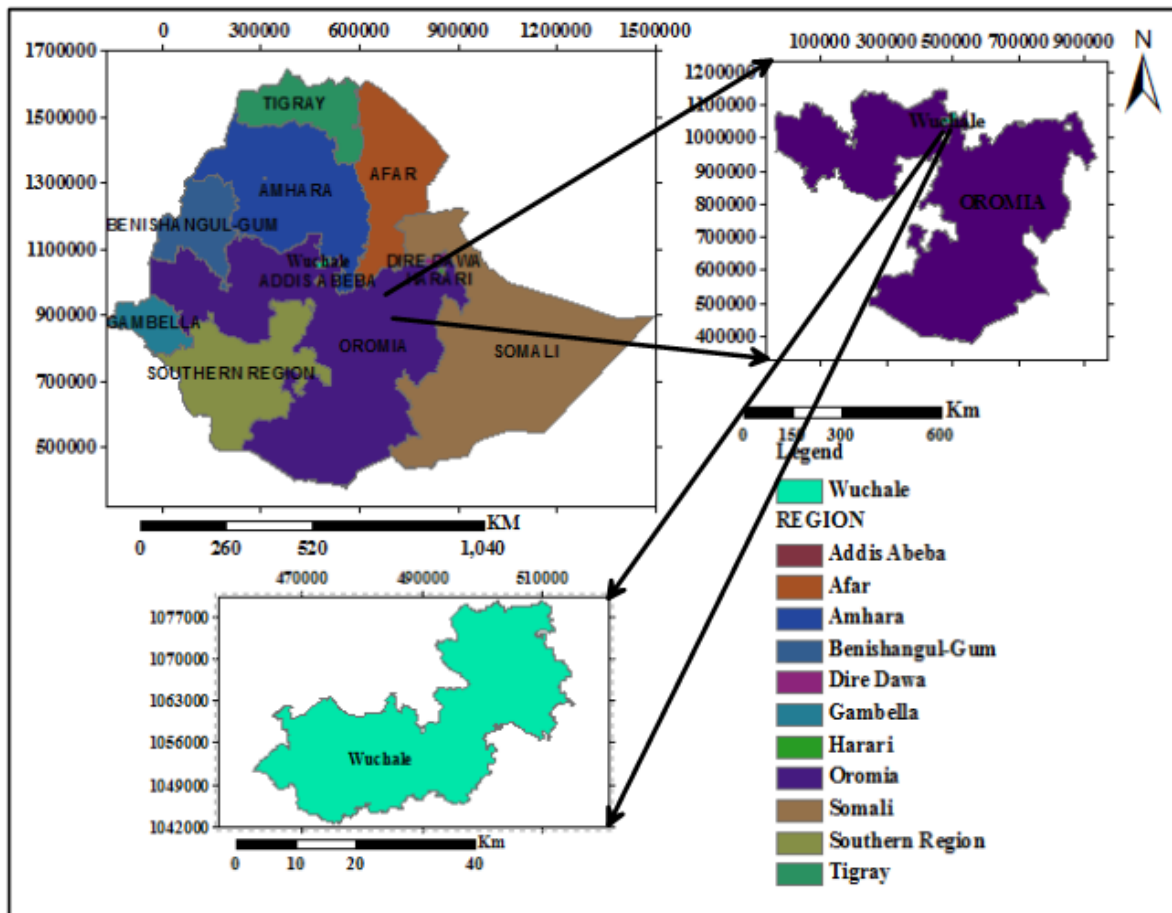 0 300000 600000 900000 1200000 1500000
1700000
1500000
1300000
1100000
900000
700000
500000
TIGRAY
AFAR
AMHARA
BENISHANGUL-GUM
Wuchale
DIRE DAWA
ADDIS ABEBA
HARARI
GAMBELLA
OROMIA
SOMALI
SOUTHERN REGION
0 260 520 1,040
KM
100000 300000 500000 700000 900000
N
1200000
1100000
1000000
900000
800000
700000
600000
500000
400000
Wuchale
OROMIA
Km
0 150 300 600
Legend
Wuchale
REGION
Addis Abeba
Afar
Amhara
Benishangul-Gum
Dire Dawa
Gambella
Harari
Oromia
Somali
Southern Region
Tigray
470000 490000 510000
1077000
1070000
1063000
1056000
1049000
1042000
Wuchale
Km
0 10 20 40